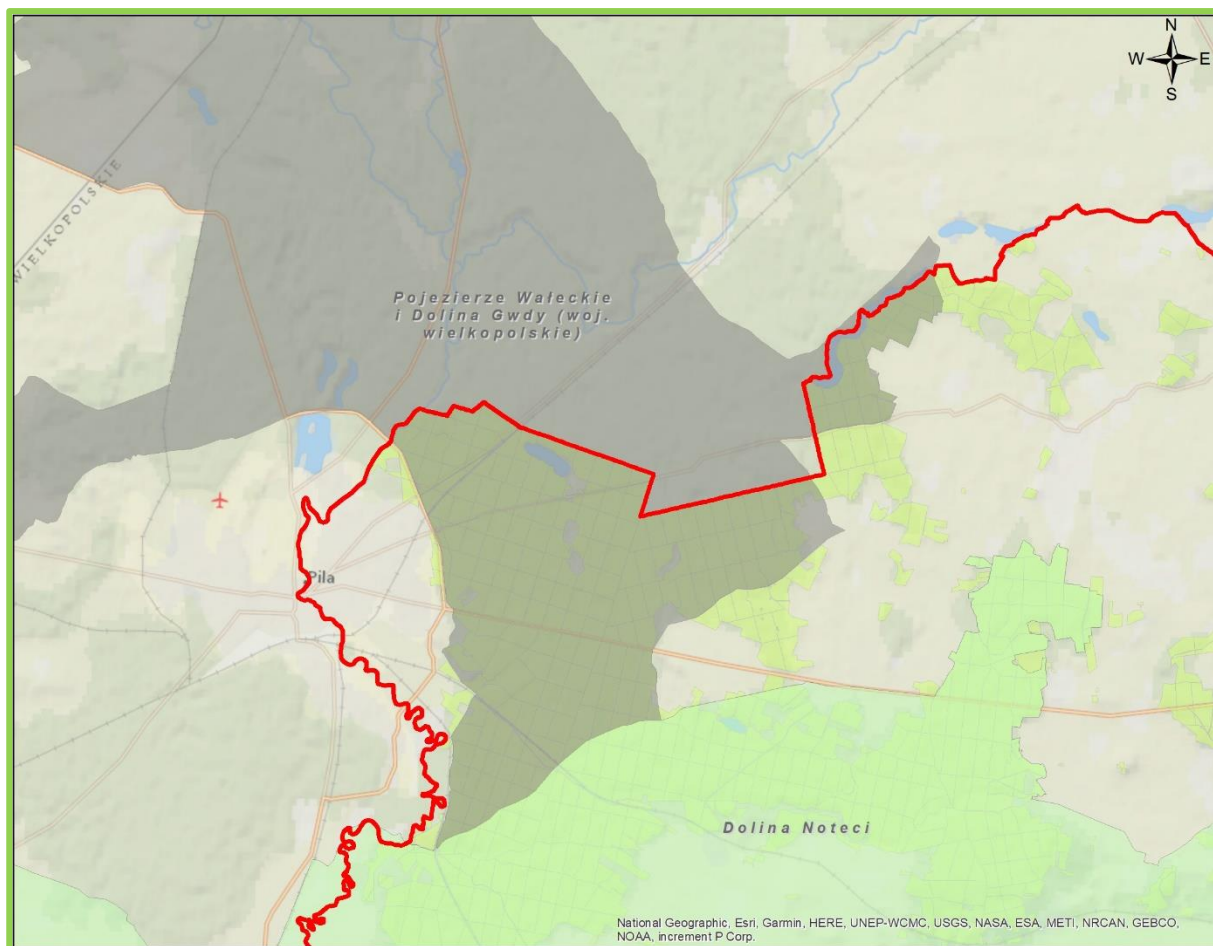 N
W E
S
WIELKOPOLSKIE
Pojezierze Wałeckie
i Dolina Gwdy (woj.
wielkopolskie)
Pila
Dolina Noteci
National Geographic, Esri, Garmin, HERE, UNEP-WCMC, USGS, NASA, ESA, METI, NRCAN, GEBCO,
NOAA, increment P Corp.